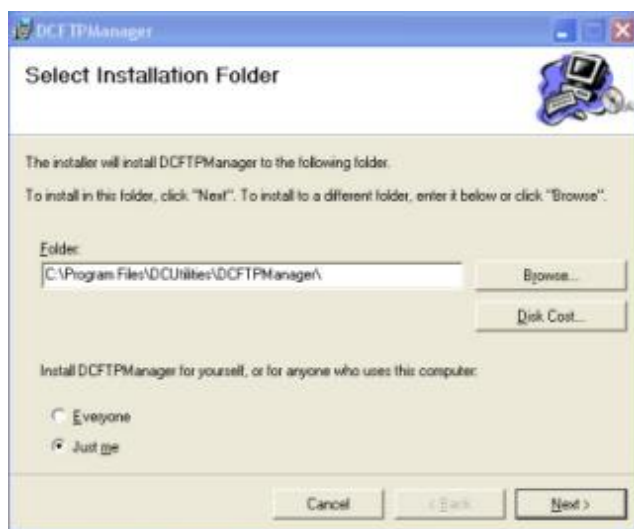 DCFTPManager
Select Installation Folder
The installer will install DCFTPManager to the following folder.
To install in this folder, click "Next". To install to a different folder, enter it below or click "Browse".
Folder:
C:\Program Files\DCUtilities\DCFTPManager\
Browse...
Disk Cost...
Install DCFTPManager for yourself, or for anyone who uses this computer:
Everyone
Just me
Cancel
< Back
Next >